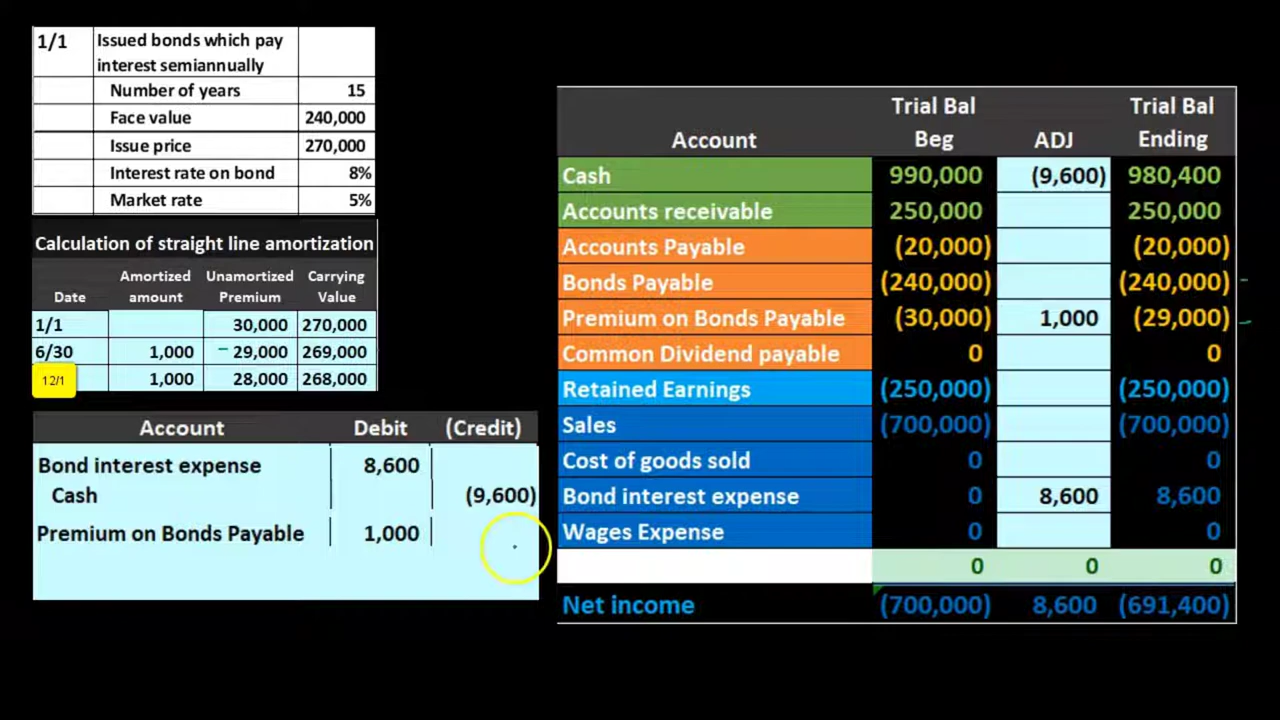 1/1 Issued bonds which pay
interest semiannually
Number of years 15
Face value 240,000
Issue price 270,000
Interest rate on bond 8%
Market rate 5%
Calculation of straight line amortization
Amortized Unamortized Carrying
Date amount Premium Value
1/1 30,000 270,000
6/30 1,000 29,000 269,000
12/1 1,000 28,000 268,000
Account Debit (Credit)
Bond interest expense 8,600
Cash (9,600)
Premium on Bonds Payable 1,000
Trial Bal Trial Bal
Account Beg ADJ Ending
Cash 990,000 (9,600) 980,400
Accounts receivable 250,000 250,000
Accounts Payable (20,000) (20,000)
Bonds Payable (240,000) (240,000)
Premium on Bonds Payable (30,000) 1,000 (29,000)
Common Dividend payable 0 0
Retained Earnings (250,000) (250,000)
Sales (700,000) (700,000)
Cost of goods sold 0 0
Bond interest expense 0 8,600 8,600
Wages Expense 0 0
0 0 0
Net income (700,000) 8,600 (691,400)